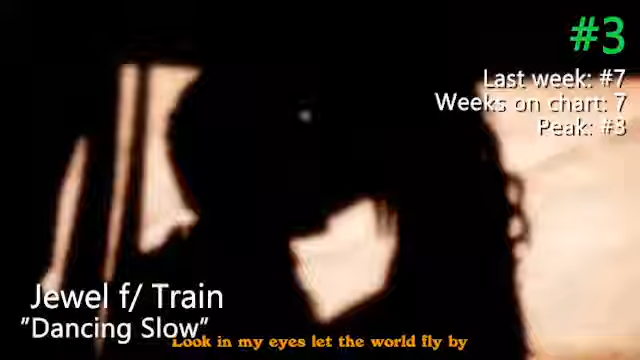 #3
Last week: #7
Weeks on chart: 7
Peak: #3
Jewel f/ Train
"Dancing Slow"
Look in my eyes let the world fly by